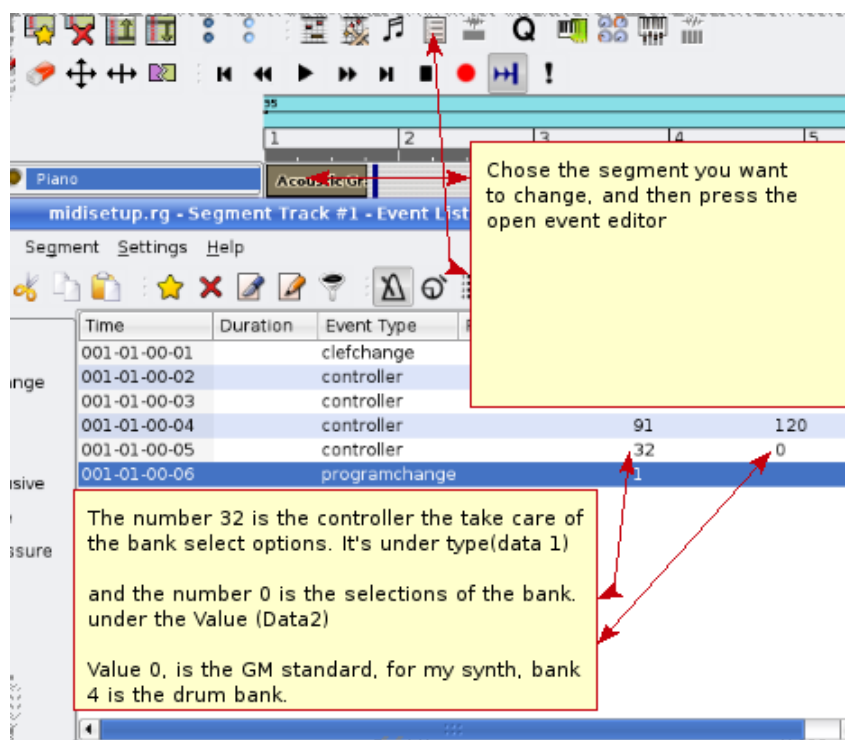 Q
!
35
1 2 3 4 5
Piano
Acoustic Gr.
Chose the segment you want
to change, and then press the
open event editor
midisetup.rg - Segment Track #1 - Event List
Segment Settings Help
Time Duration Event Type
001-01-00-01 clefchange
001-01-00-02 controller
001-01-00-03 controller
001-01-00-04 controller 91 120
001-01-00-05 controller 32 0
001-01-00-06 programchange 1
The number 32 is the controller the take care of
the bank select options. It's under type(data 1)
and the number 0 is the selections of the bank.
under the Value (Data2)
Value 0, is the GM standard, for my synth, bank
4 is the drum bank.